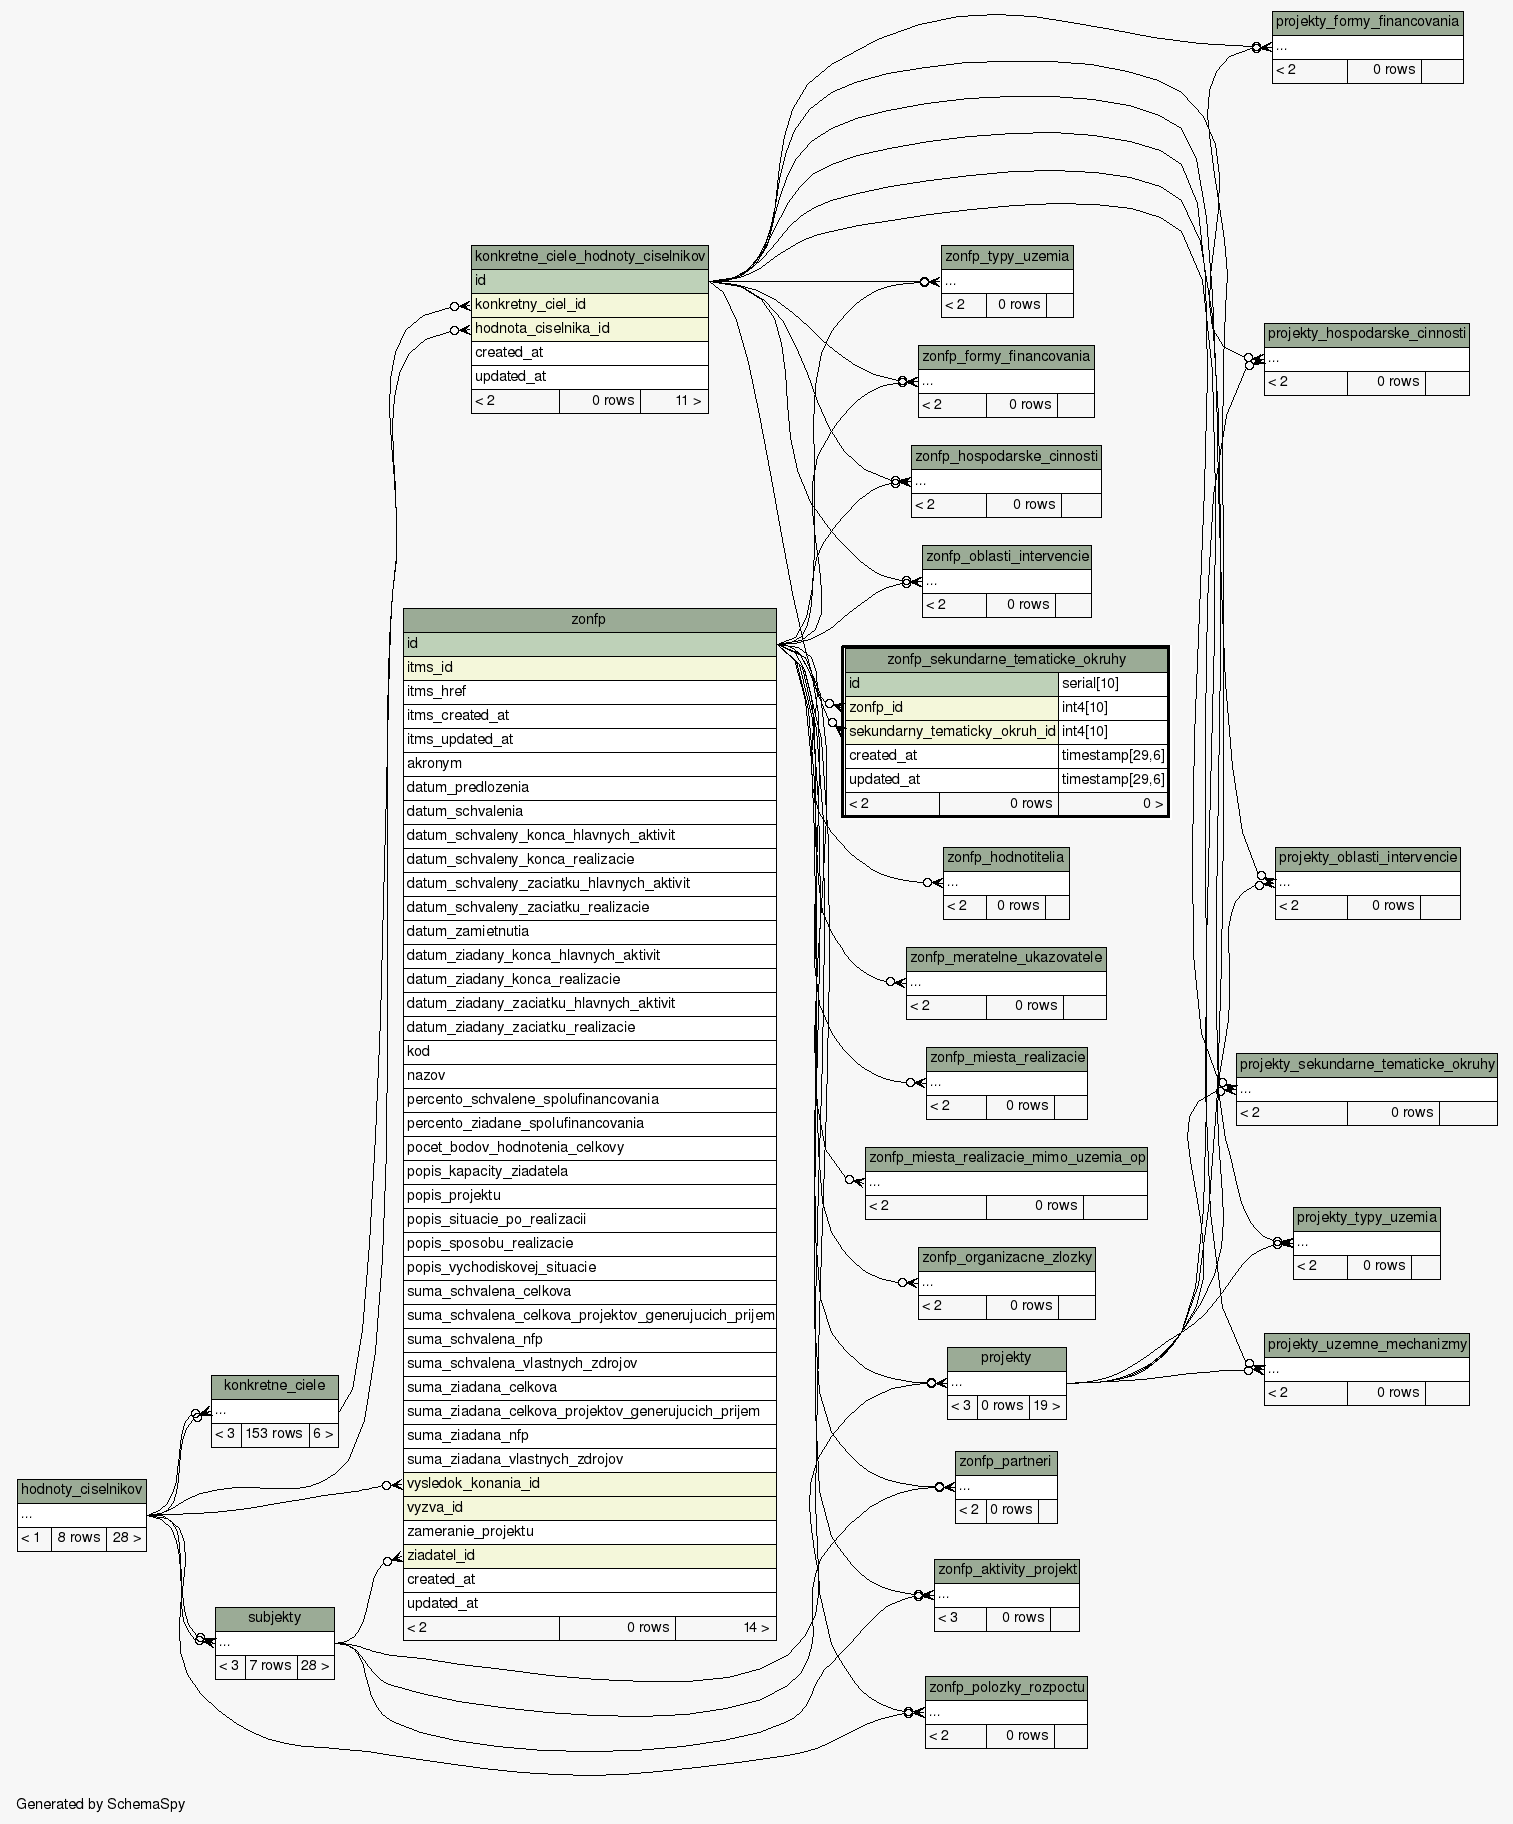 projekty_formy_financovania
...
< 2 0 rows
konkretne_ciele_hodnoty_ciselnikov
id
konkretny_ciel_id
hodnota_ciselnika_id
created_at
updated_at
< 2 0 rows 11 >
zonfp_typy_uzemia
...
< 2 0 rows
zonfp_formy_financovania
...
< 2 0 rows
projekty_hospodarske_cinnosti
...
< 2 0 rows
zonfp_hospodarske_cinnosti
...
< 2 0 rows
zonfp_oblasti_intervencie
...
< 2 0 rows
zonfp
id
itms_id
itms_href
itms_created_at
itms_updated_at
akronym
datum_predlozenia
datum_schvalenia
datum_schvaleny_konca_hlavnych_aktivit
datum_schvaleny_konca_realizacie
datum_schvaleny_zaciatku_hlavnych_aktivit
datum_schvaleny_zaciatku_realizacie
datum_zamietnutia
datum_ziadany_konca_hlavnych_aktivit
datum_ziadany_konca_realizacie
datum_ziadany_zaciatku_hlavnych_aktivit
datum_ziadany_zaciatku_realizacie
kod
nazov
percento_schvalene_spolufinancovania
percento_ziadane_spolufinancovania
pocet_bodov_hodnotenia_celkovy
popis_kapacity_ziadatela
popis_projektu
popis_situacie_po_realizacii
popis_sposobu_realizacie
popis_vychodiskovej_situacie
suma_schvalena_celkova
suma_schvalena_celkova_projektov_generujucich_prijem
suma_schvalena_nfp
suma_schvalena_vlastnych_zdrojov
suma_ziadana_celkova
suma_ziadana_celkova_projektov_generujucich_prijem
suma_ziadana_nfp
suma_ziadana_vlastnych_zdrojov
vysledok_konania_id
vyzva_id
zameranie_projektu
ziadatel_id
created_at
updated_at
< 2 0 rows 14 >
zonfp_sekundarne_tematicke_okruhy
id serial[10]
zonfp_id int4[10]
sekundarny_tematicky_okruh_id int4[10]
created_at timestamp[29,6]
updated_at timestamp[29,6]
< 2 0 rows 0 >
zonfp_hodnotitelia
...
< 2 0 rows
projekty_oblasti_intervencie
...
< 2 0 rows
zonfp_meratelne_ukazovatele
...
< 2 0 rows
zonfp_miesta_realizacie
...
< 2 0 rows
projekty_sekundarne_tematicke_okruhy
...
< 2 0 rows
zonfp_miesta_realizacie_mimo_uzemia_op
...
< 2 0 rows
projekty_typy_uzemia
...
< 2 0 rows
zonfp_organizacne_zlozky
...
< 2 0 rows
projekty_uzemne_mechanizmy
...
< 2 0 rows
projekty
...
< 3 0 rows 19 >
konkretne_ciele
...
< 3 153 rows 6 >
zonfp_partneri
...
< 2 0 rows
hodnoty_ciselnikov
...
< 1 8 rows 28 >
zonfp_aktivity_projekt
...
< 3 0 rows
subjekty
...
< 3 7 rows 28 >
zonfp_polozky_rozpoctu
...
< 2 0 rows
Generated by SchemaSpy